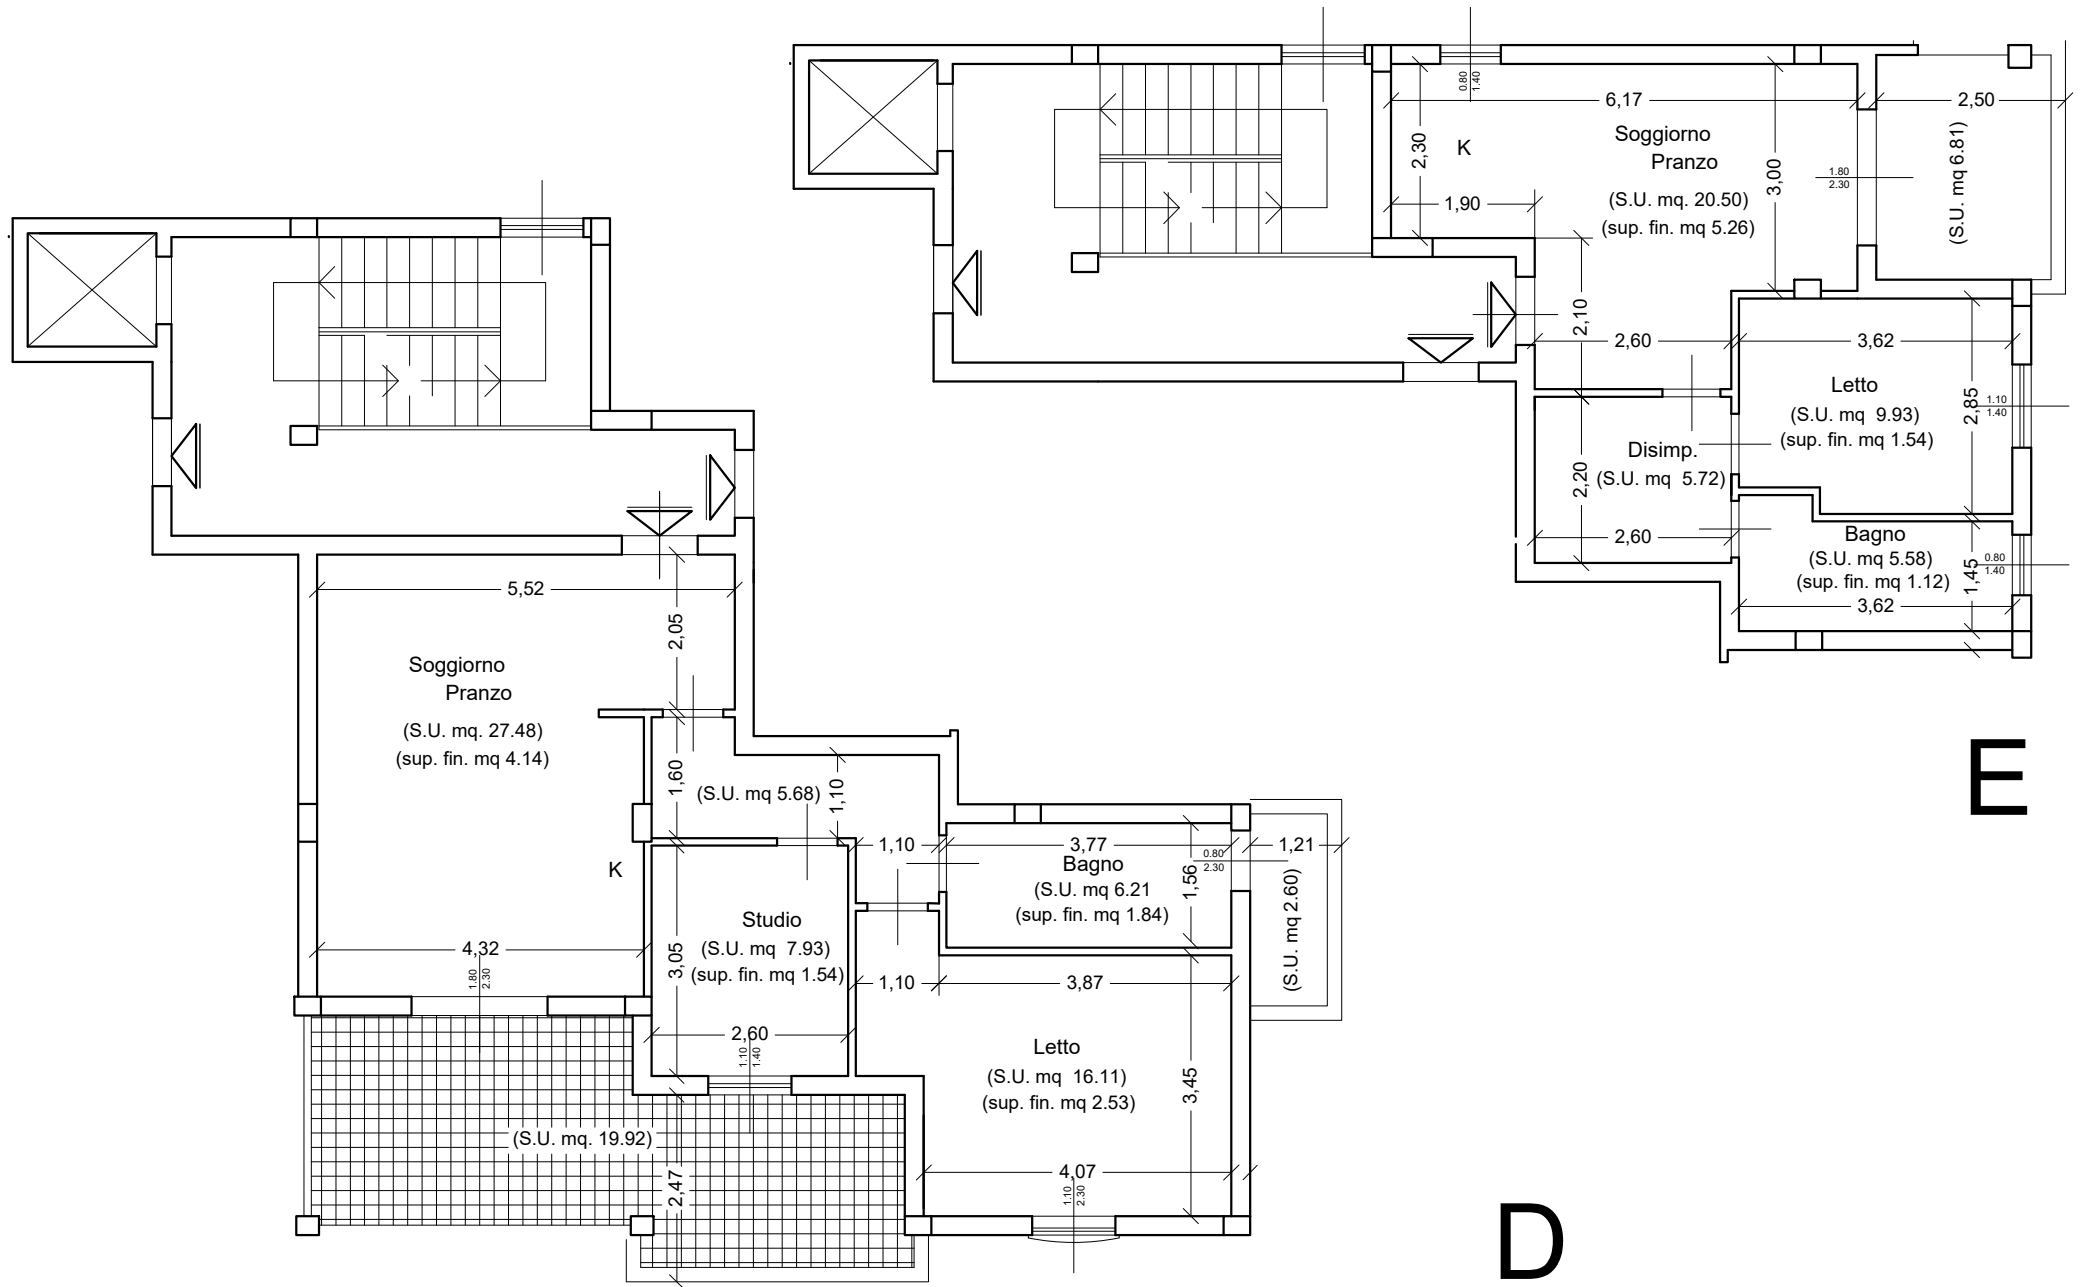 0.80
1.40
6,17
2,50
Soggiorno
Pranzo
K
2,30
3,00
1.80
2.30
(S.U. mq 6.81)
1,90
(S.U. mq. 20.50)
(sup. fin. mq 5.26)
2,10
2,60
3,62
Letto
(S.U. mq 9.93)
(sup. fin. mq 1.54)
2,85
1.10
1.40
Disimp.
(S.U. mq 5.72)
2,20
2,60
Bagno
(S.U. mq 5.58)
(sup. fin. mq 1.12)
1,45
0.80
1.40
3,62
E
5,52
2,05
Soggiorno
Pranzo
(S.U. mq. 27.48)
(sup. fin. mq 4.14)
1,60
(S.U. mq 5.68)
1,10
1,10
3,77
1,21
Bagno
(S.U. mq 6.21
(sup. fin. mq 1.84)
1,56
0.80
2.30
(S.U. mq 2.60)
K
Studio
(S.U. mq 7.93)
(sup. fin. mq 1.54)
3,05
4,32
1.80
2.30
1,10
3,87
2,60
1.10
1.40
Letto
(S.U. mq 16.11)
(sup. fin. mq 2.53)
3,45
(S.U. mq. 19.92)
2,47
4,07
1.10
2.30
D